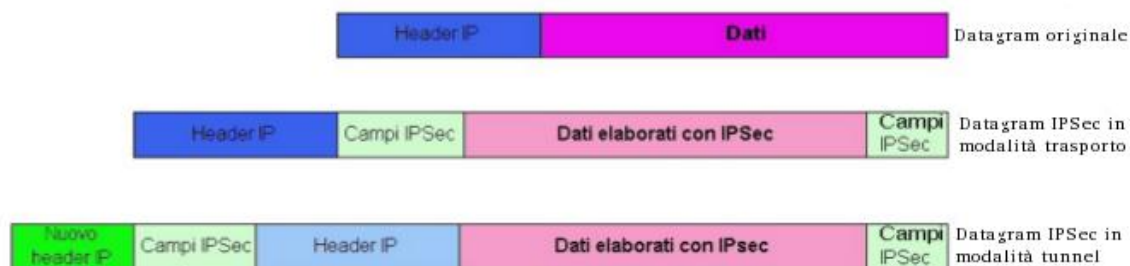 Header IP Dati Datagram originale
Header IP Campi IPSec Dati elaborati con IPSec Campi IPSec Datagram IPSec in modalità trasporto
Nuovo header IP Campi IPSec Header IP Dati elaborati con IPsec Campi IPSec Datagram IPSec in modalità tunnel